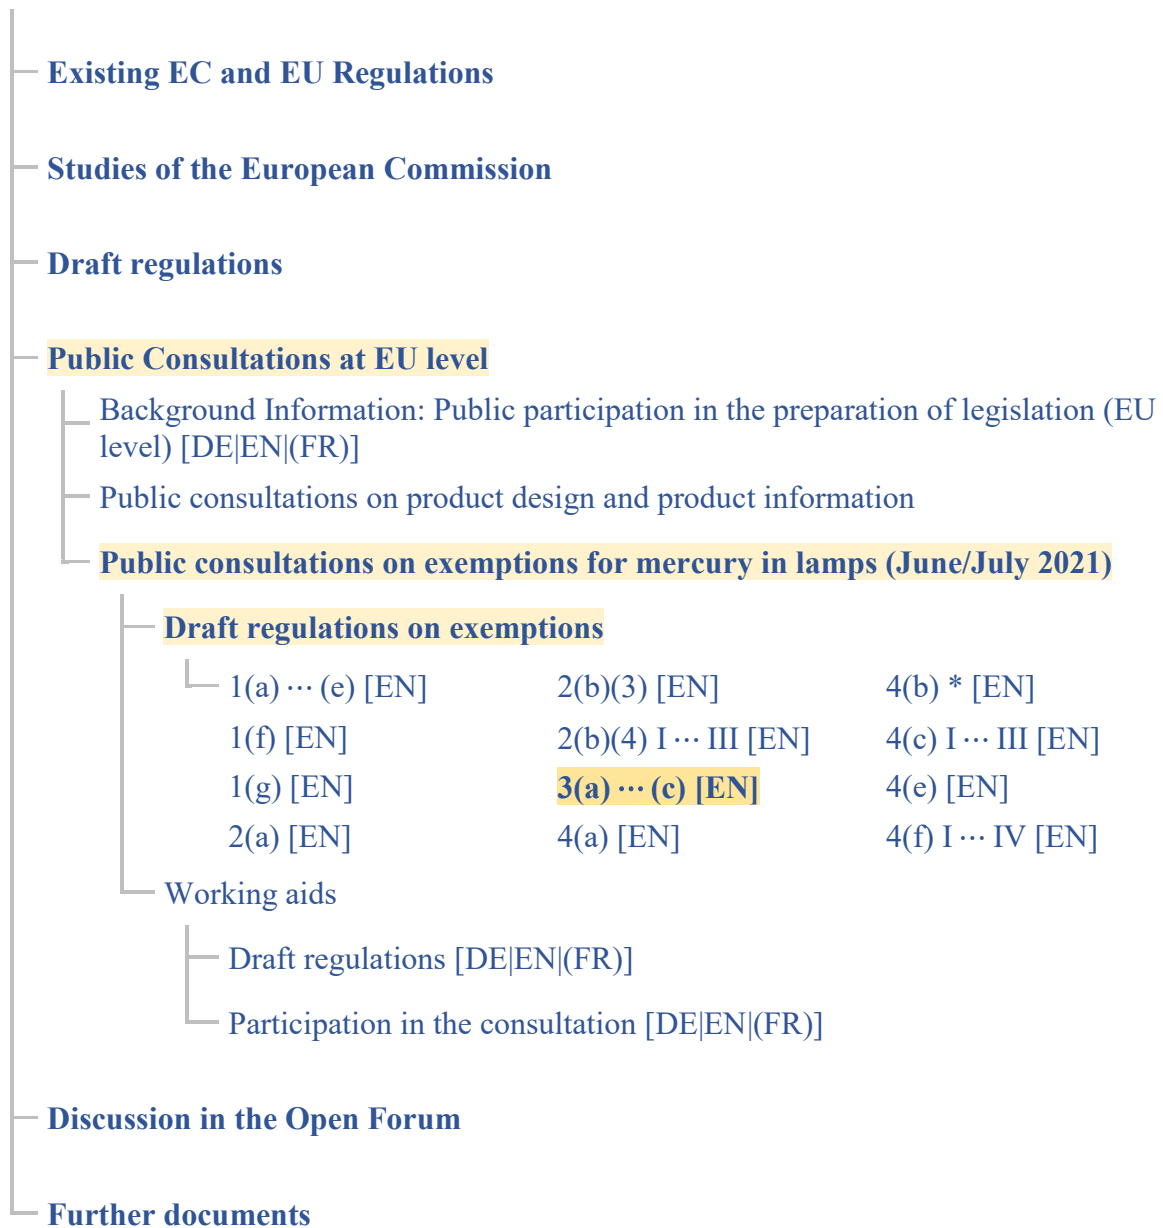 Existing EC and EU Regulations
Studies of the European Commission
Draft regulations
Public Consultations at EU level
Background Information: Public participation in the preparation of legislation (EU
level) [DE|EN|(FR)]
Public consultations on product design and product information
Public consultations on exemptions for mercury in lamps (June/July 2021)
Draft regulations on exemptions
1(a) ··· (e) [EN] 2(b)(3) [EN] 4(b) * [EN]
1(f) [EN] 2(b)(4) I ··· III [EN] 4(c) I ··· III [EN]
1(g) [EN] 3(a) ··· (c) [EN] 4(e) [EN]
2(a) [EN] 4(a) [EN] 4(f) I ··· IV [EN]
Working aids
Draft regulations [DE|EN|(FR)]
Participation in the consultation [DE|EN|(FR)]
Discussion in the Open Forum
Further documents